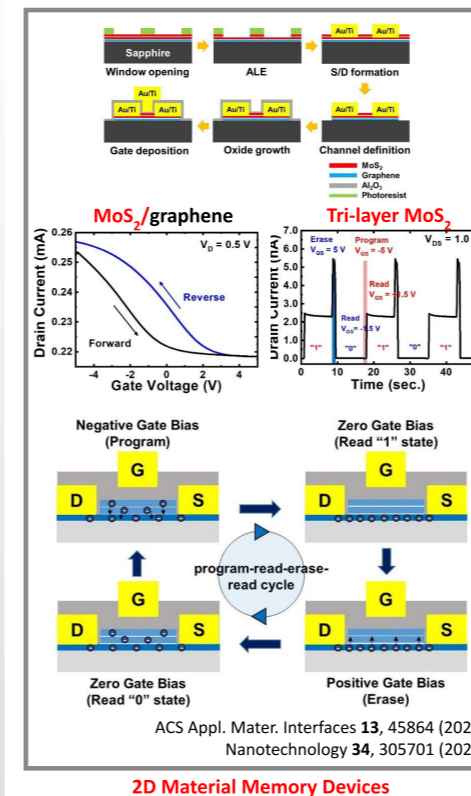 Au/Ti Au/Ti
Sapphire
Window opening ALE S/D formation
Au/Ti
Au/Ti Au/Ti Au/Ti Au/Ti Au/Ti Au/Ti
Gate deposition Oxide growth Channel definition
MoS₂
Graphene
Al₂O₃
Photoresist
MoS₂/graphene
Drain Current (mA)
0.26
0.25
0.24
0.23
0.22
V_D = 0.5 V
Reverse
Forward
-4 -2 0 2 4
Gate Voltage (V)
Tri-layer MoS₂
Drain Current (nA)
7.0
6.0
5.0
4.0
3.0
2.0
1.0
0.0
Erase
V_GS = 5 V
Program
V_GS = -5 V
V_DS = 1.0
Read
Read
V_GS = -1.5
"1" "0" "1" "0" "1"
0 10 20 30 40
Time (sec.)
Negative Gate Bias
(Program)
G
D S
Zero Gate Bias
(Read "1" state)
G
D S
program-read-erase-
read cycle
G
D S
Zero Gate Bias
(Read "0" state)
G
D S
Positive Gate Bias
(Erase)
ACS Appl. Mater. Interfaces 13, 45864 (202
Nanotechnology 34, 305701 (202
2D Material Memory Devices